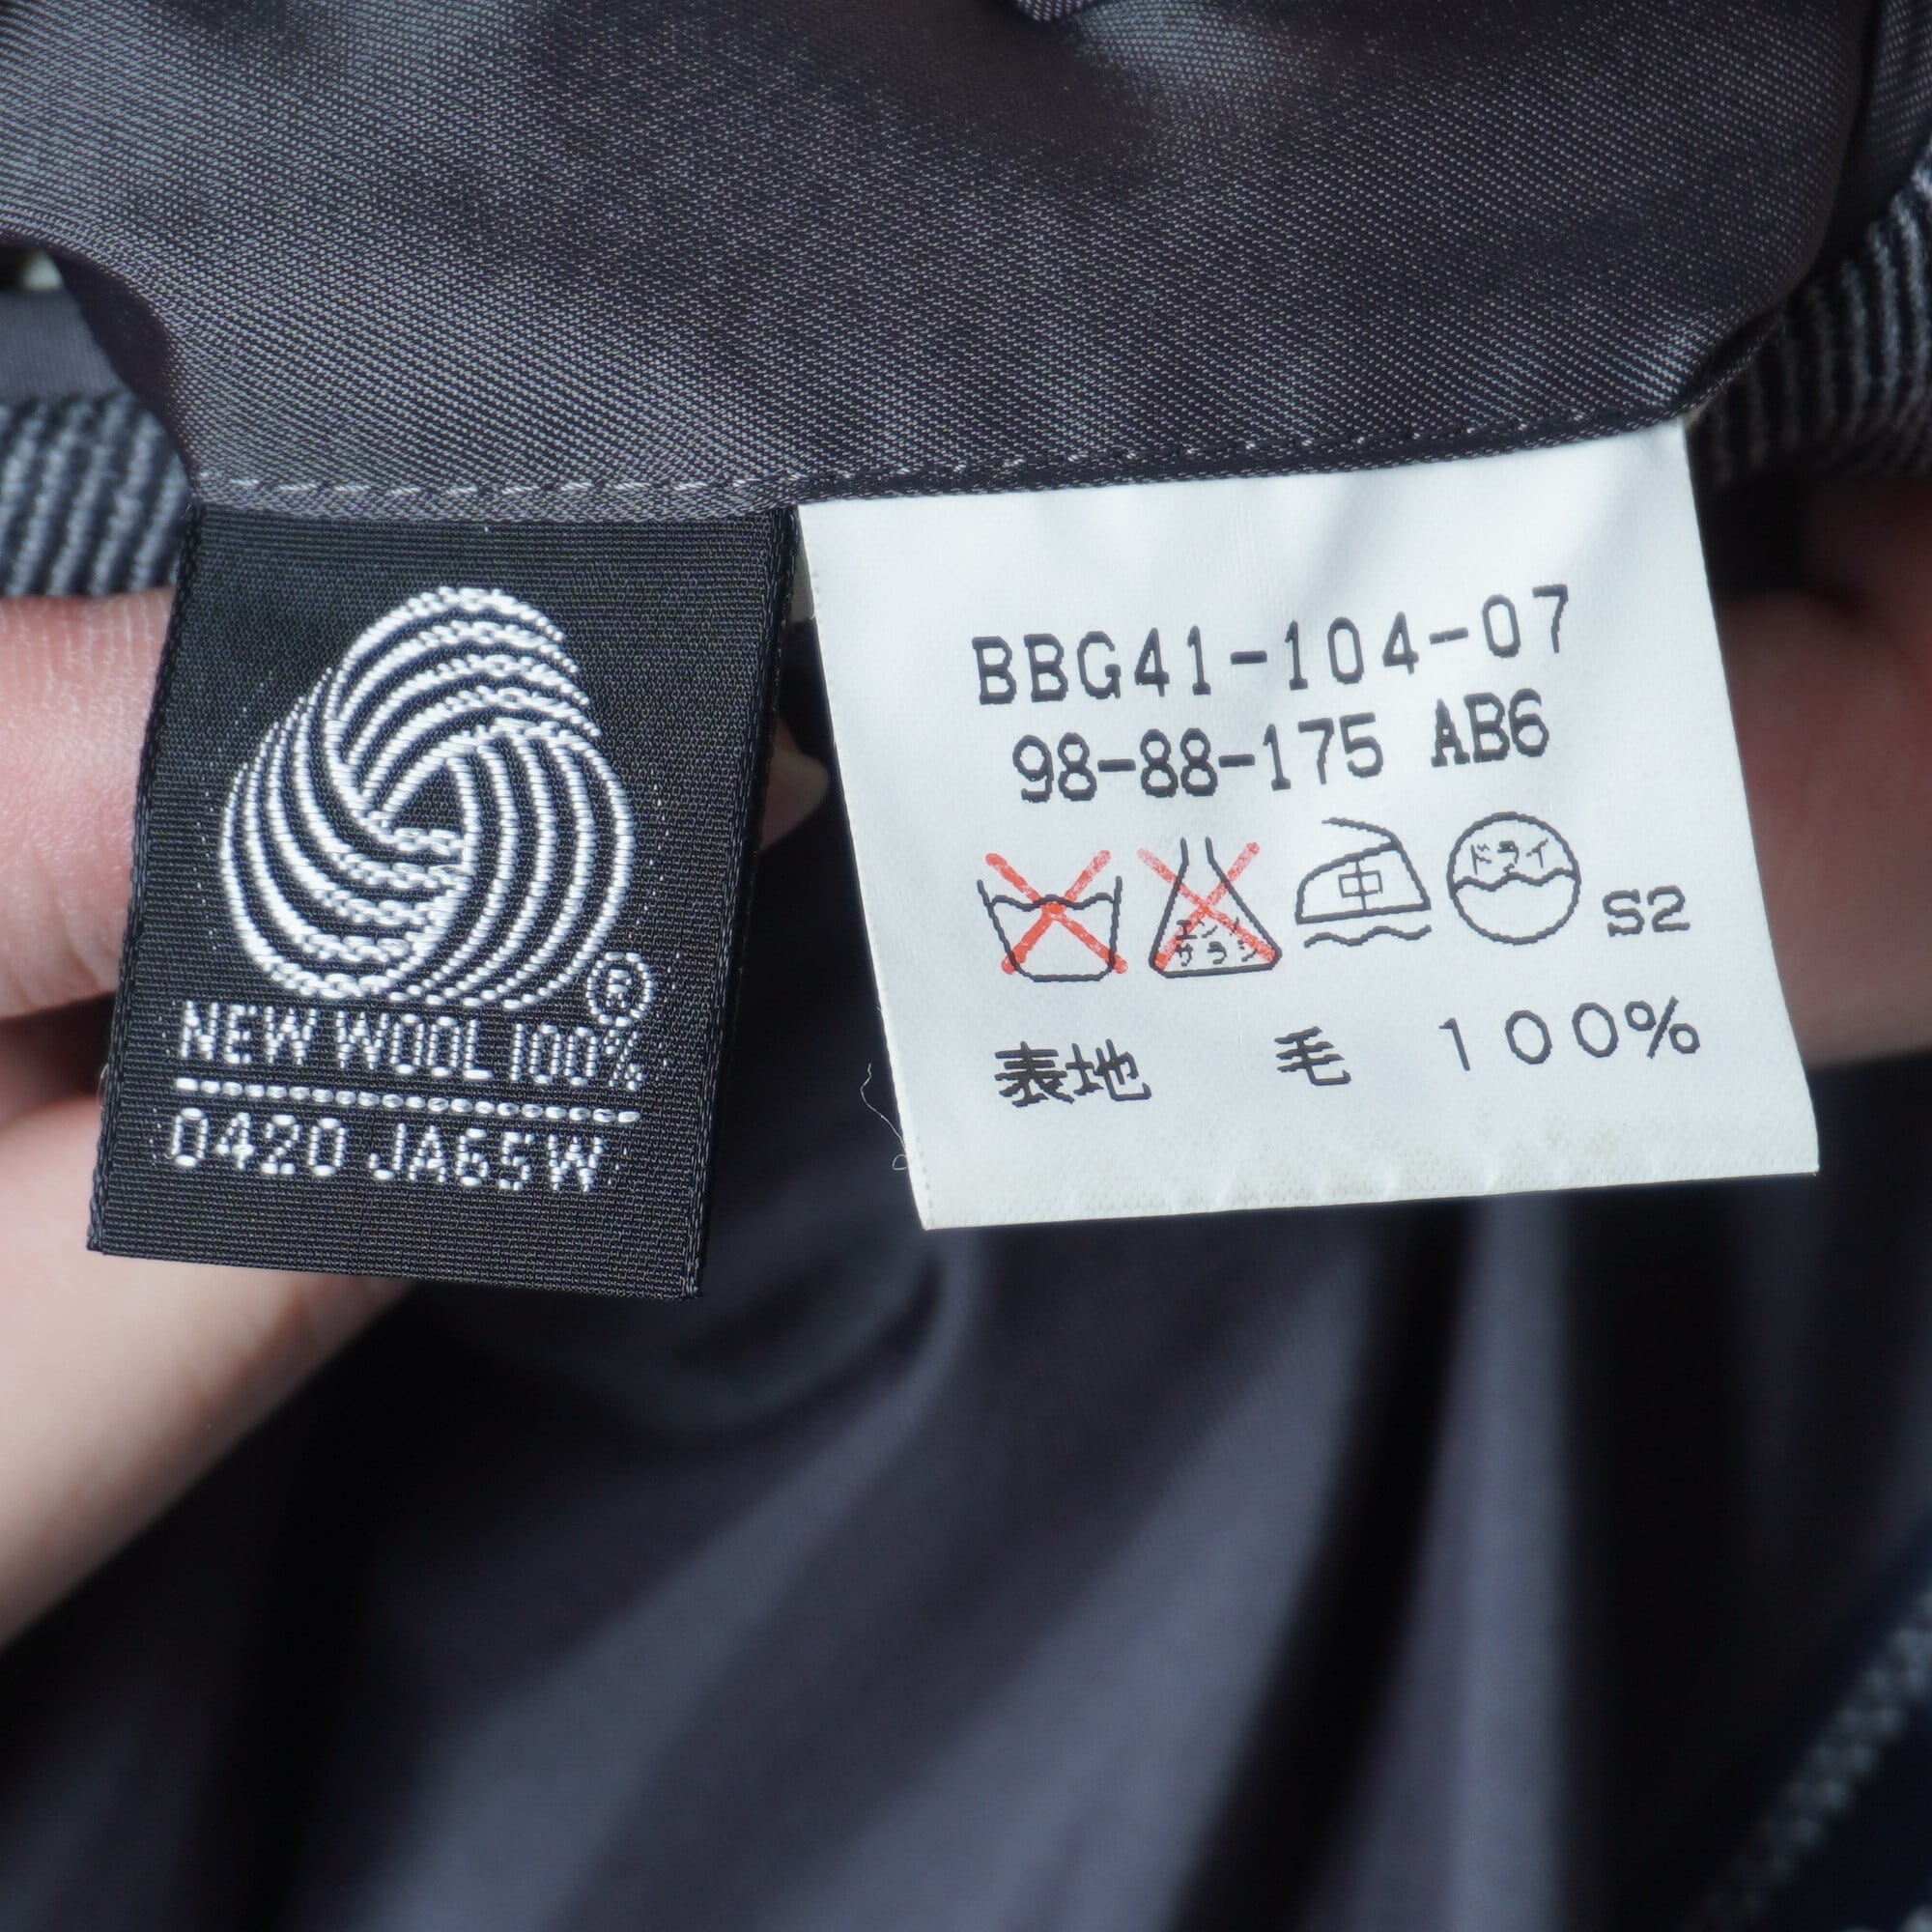 ®
NEW WOOL 100%
0420 JA65W
BBG41-104-07
98-88-175 AB6
エンソ
サラシ
中
ドライ
S2
表地 毛 100%